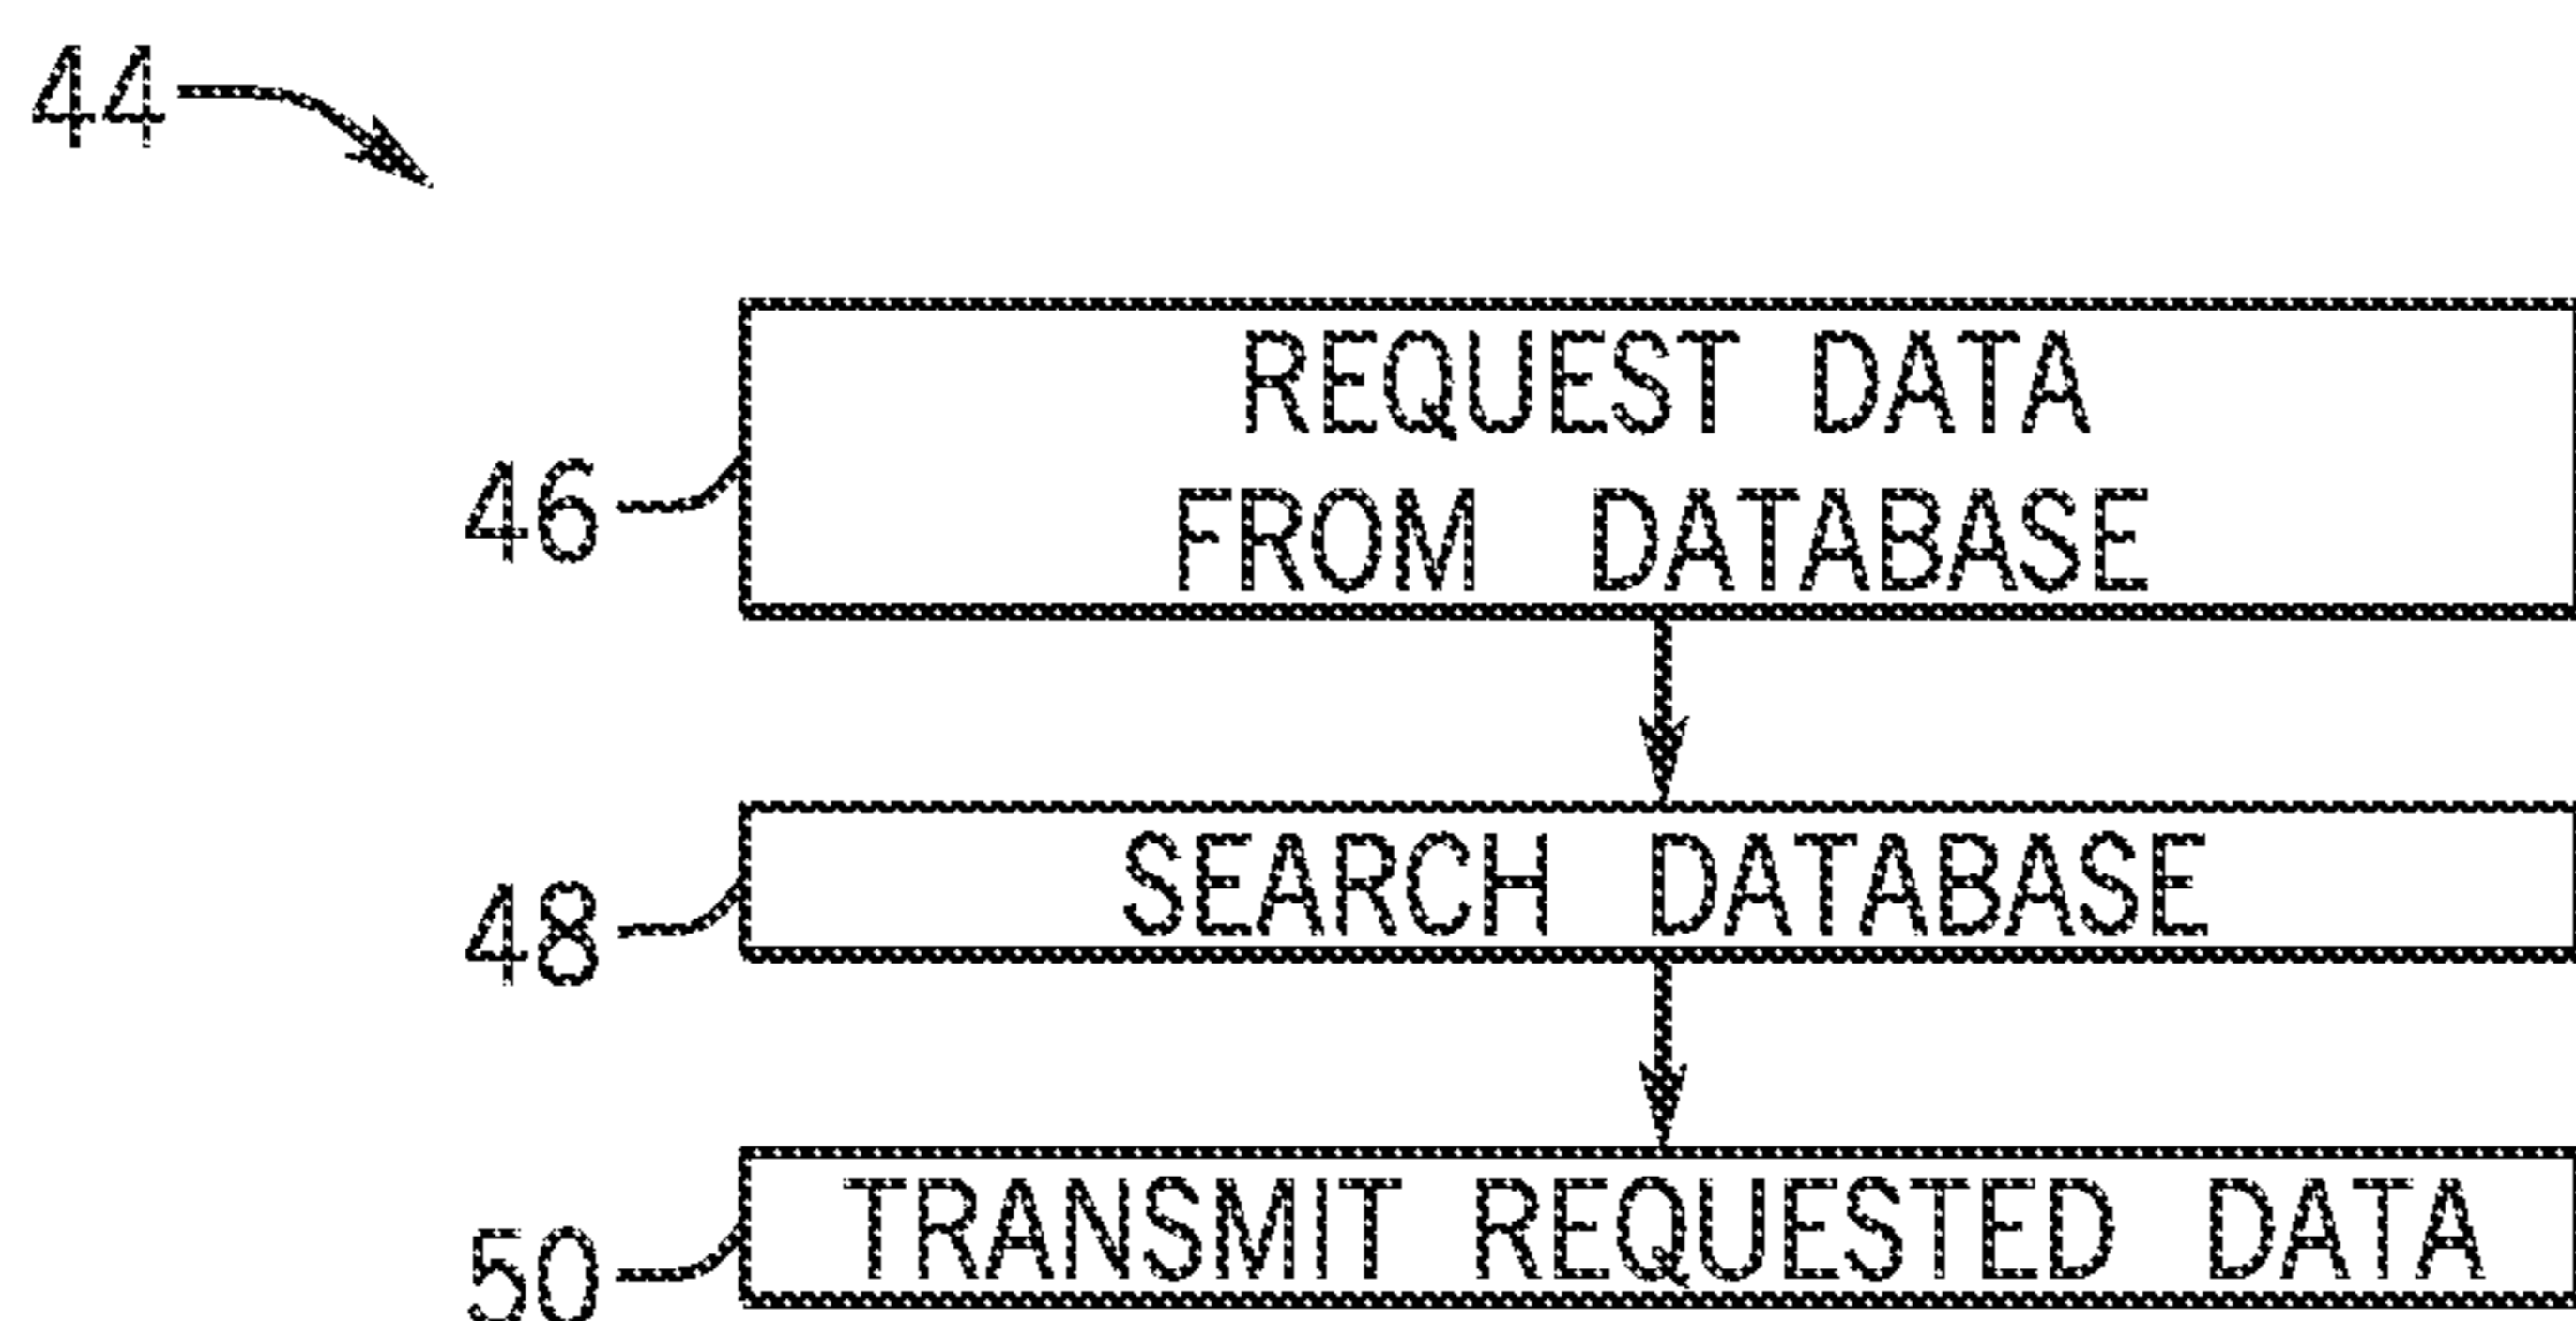 44
REQUEST DATA
FROM DATABASE
46
SEARCH DATABASE
48
TRANSMIT REQUESTED DATA
50